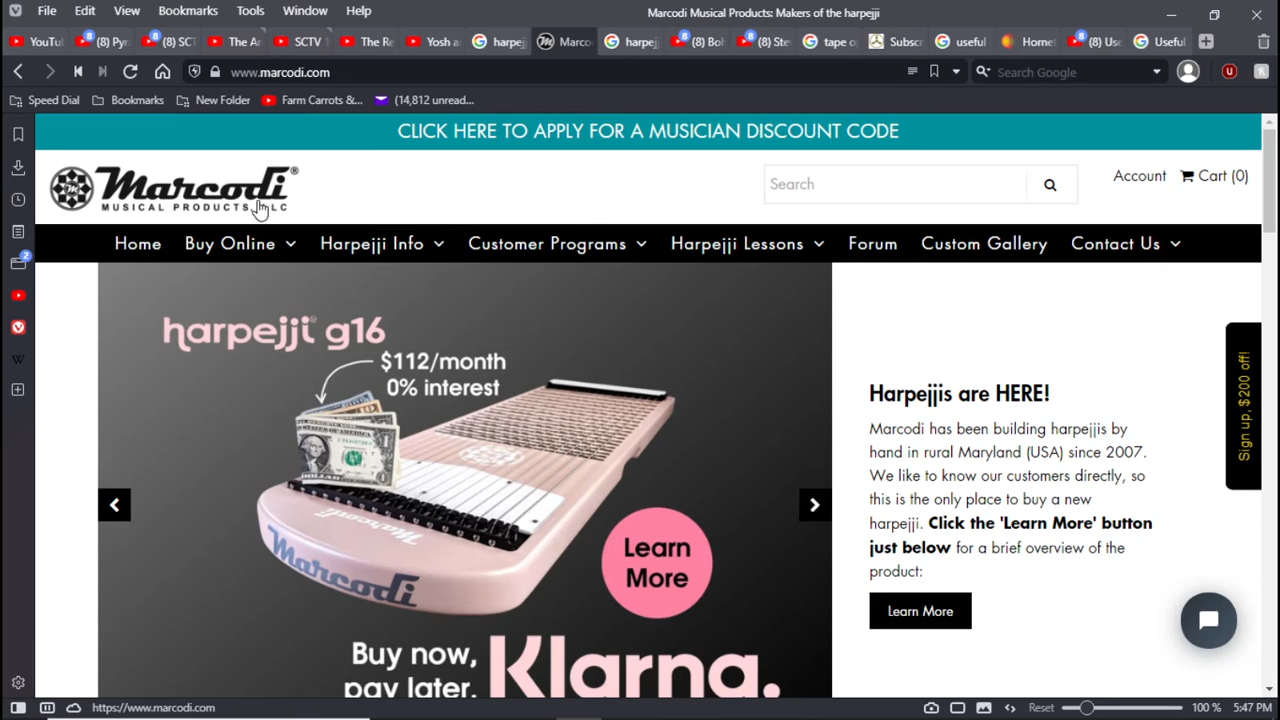 File Edit View Bookmarks Tools Window Help
Marcodi Musical Products: Makers of the harpejji
YouTu (8) Pyr (8) SC The Ar SCTV The Re Yosh a harpej Marco harpej (8) Bo (8) Ste tape o Subscr useful Horne (8) Us Useful
www.marcodi.com
Search Google
Speed Dial Bookmarks New Folder Farm Carrots &... (14,812 unread...
CLICK HERE TO APPLY FOR A MUSICIAN DISCOUNT CODE
Marcodi®
MUSICAL PRODUCTS, LLC
Search
Account Cart (0)
Home Buy Online Harpejji Info Customer Programs Harpejji Lessons Forum Custom Gallery Contact Us
harpejji® g16
$112/month
0% interest
Marcodi
Learn
More
Buy now,
pay later.
Klarna.
Harpejjis are HERE!
Marcodi has been building harpejjis by
hand in rural Maryland (USA) since 2007.
We like to know our customers directly, so
this is the only place to buy a new
harpejji. Click the 'Learn More' button
just below for a brief overview of the
product:
Learn More
Sign up, $200 off!
2
https://www.marcodi.com
Reset 100 % 5:47 PM